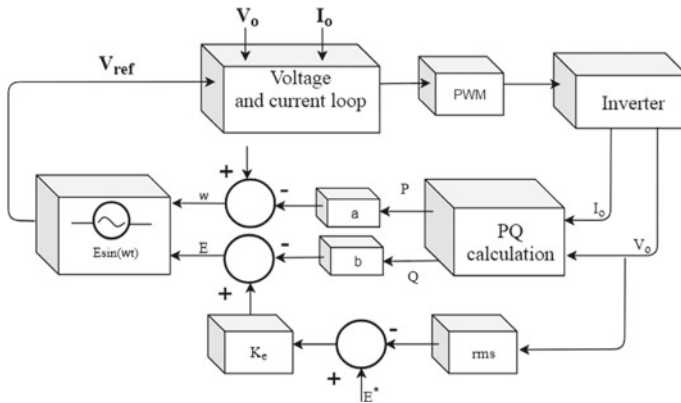 Vo
Io
Vref
Voltage
and current loop
PWM
Inverter
+
-
w
a
P
Io
PQ
calculation
Vo
Esin(wt)
E
-
b
Q
+
Ke
-
+
rms
E*